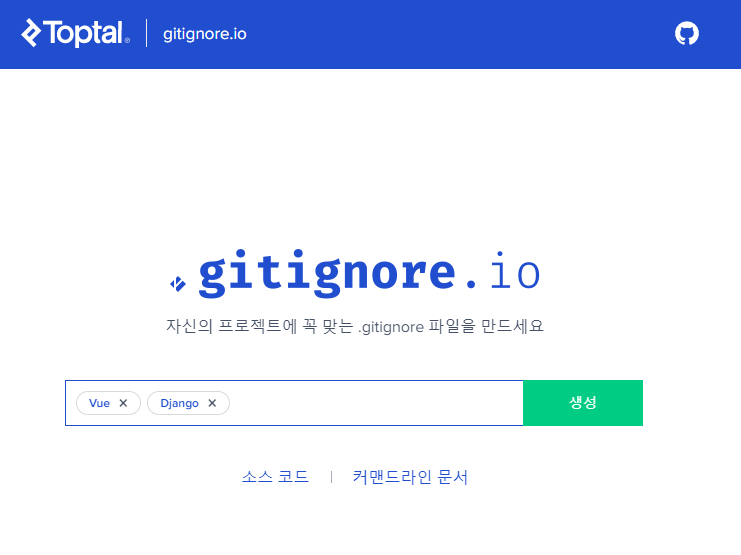 Toptal® | gitignore.io
.gitignore.io
자신의 프로젝트에 꼭 맞는 .gitignore 파일을 만드세요
Vue × Django × 생성
소스 코드 | 커맨드라인 문서